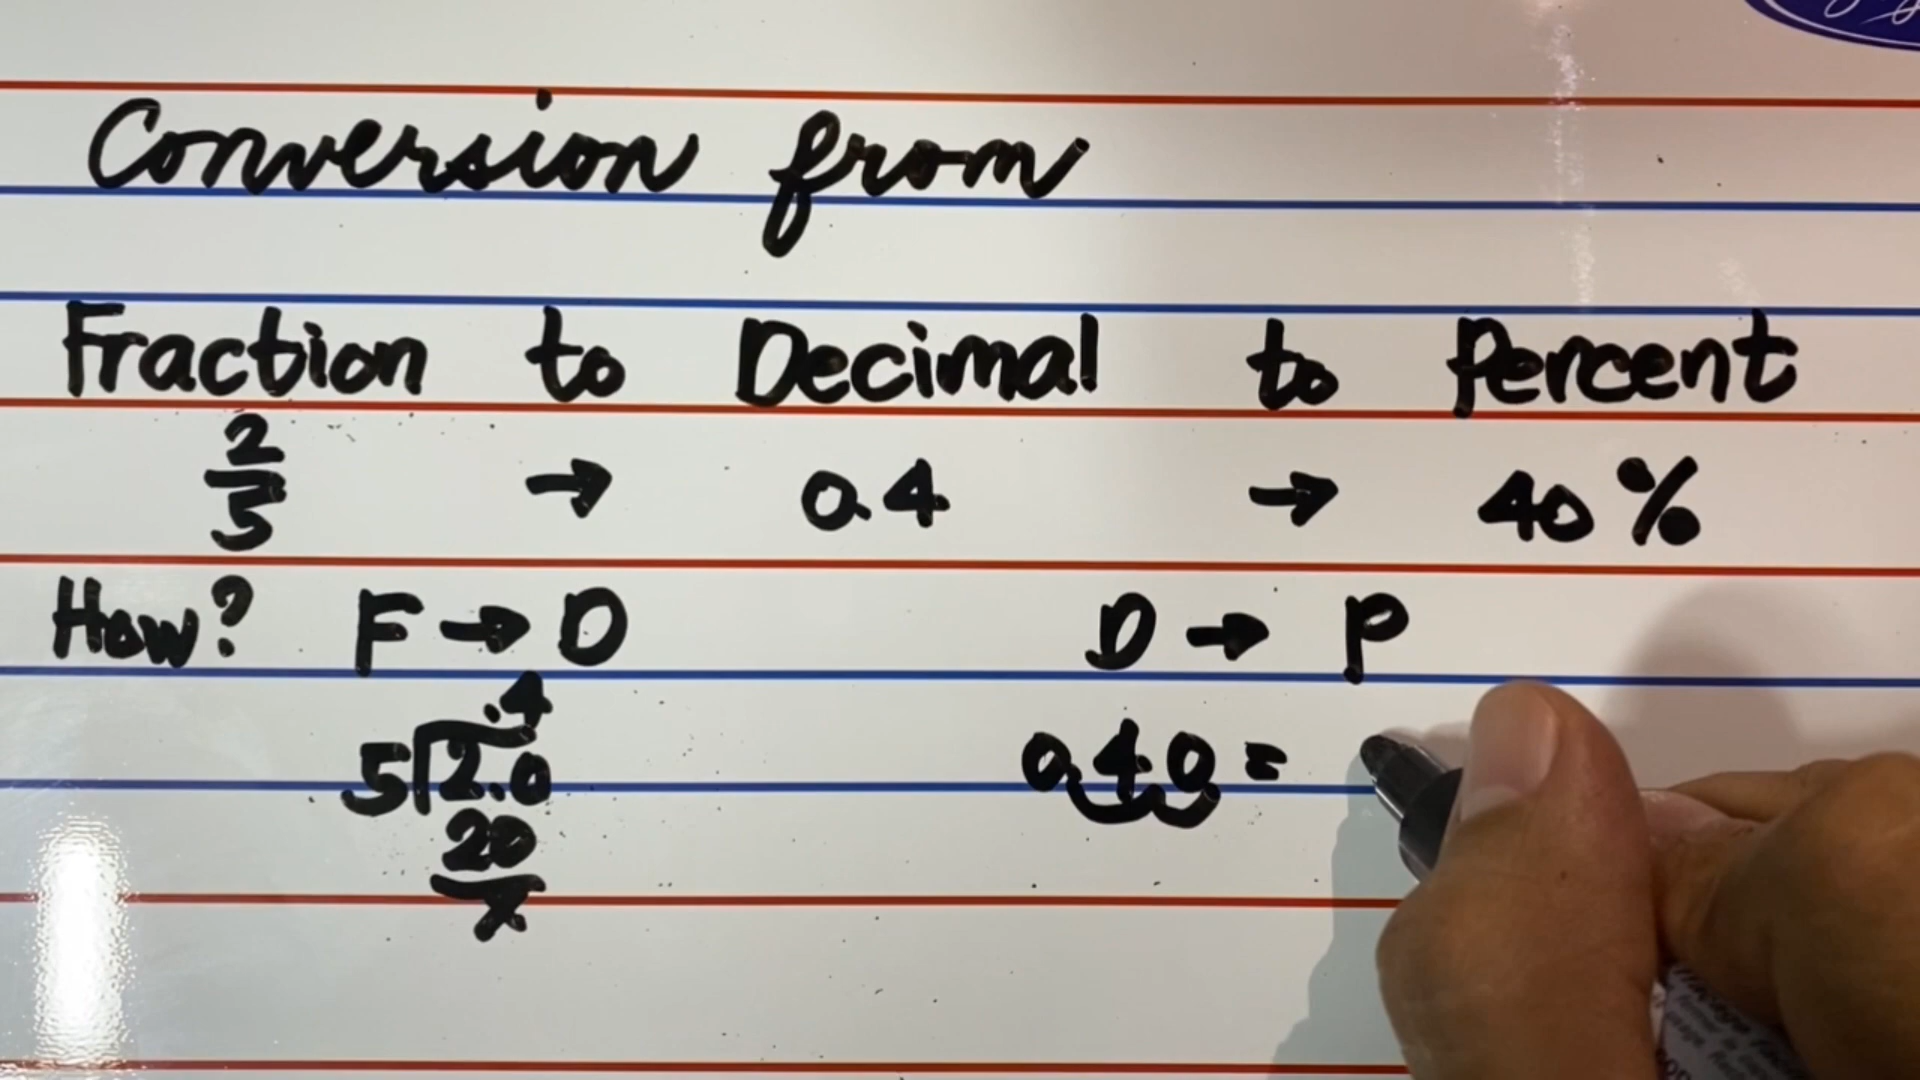 Conversion from
Fraction to Decimal to Percent
2/5 → 0.4 → 40%
How? F → D D → P
.4
5 2.0 0.40 =
20
x